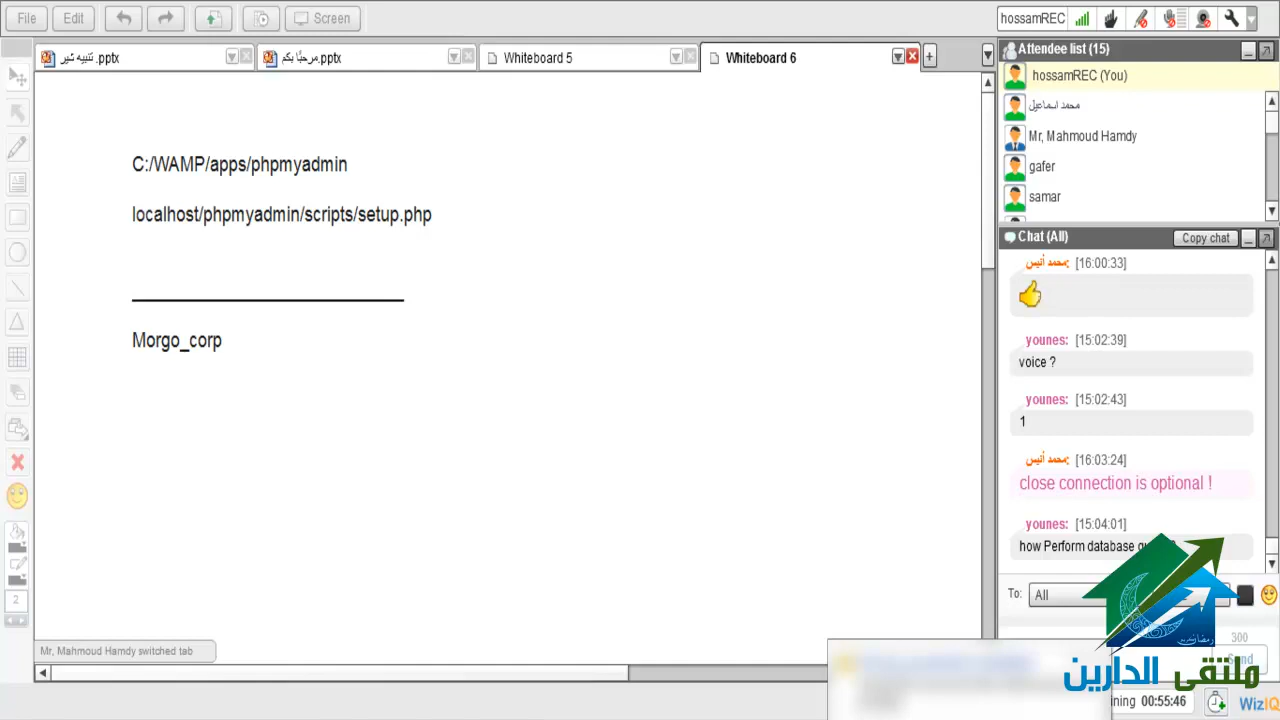 File
Edit
Screen
hossamREC
تنبيه كبير .pptx
مرحبًا بكم.pptx
Whiteboard 5
Whiteboard 6
C:/WAMP/apps/phpmyadmin
localhost/phpmyadmin/scripts/setup.php
Morgo_corp
2
Mr, Mahmoud Hamdy switched tab
Attendee list (15)
hossamREC (You)
محمد اسماعيل
Mr, Mahmoud Hamdy
gafer
samar
Chat (All)
Copy chat
محمد أنيس: [16:00:33]
younes: [15:02:39]
voice ?
younes: [15:02:43]
1
محمد أنيس: [16:03:24]
close connection is optional !
younes: [15:04:01]
how Perform database
To: All
300
Send
رمضان
ملتقى الدارين
00:55:46
WizIQ